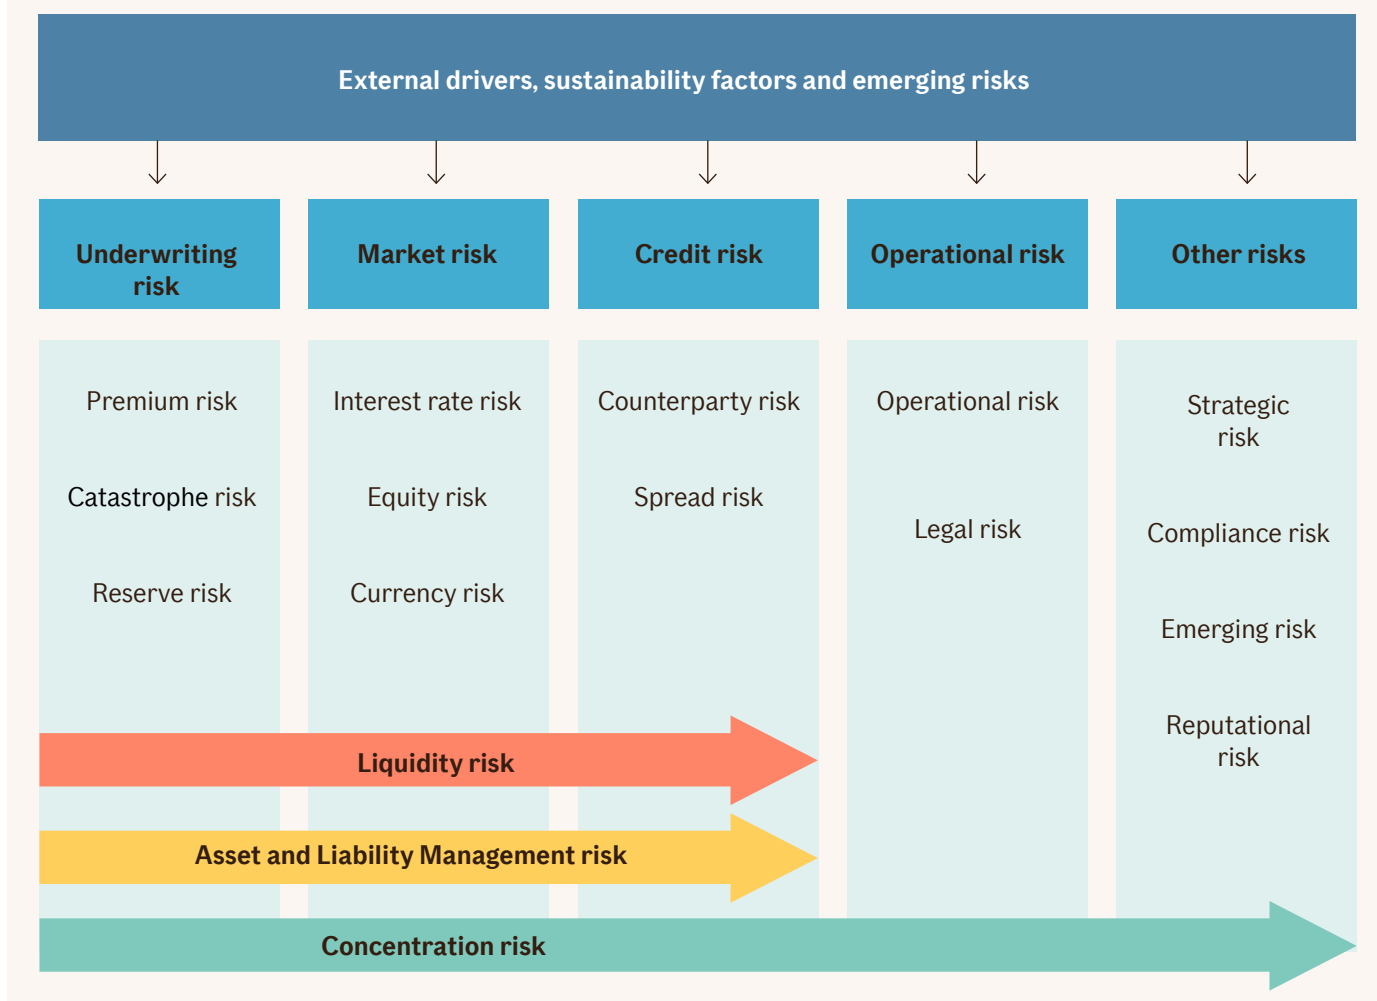 External drivers, sustainability factors and emerging risks
Underwriting
risk
Market risk
Credit risk
Operational risk
Other risks
Premium risk
Catastrophe risk
Reserve risk
Interest rate risk
Equity risk
Currency risk
Counterparty risk
Spread risk
Operational risk
Legal risk
Strategic
risk
Compliance risk
Emerging risk
Reputational
risk
Liquidity risk
Asset and Liability Management risk
Concentration risk